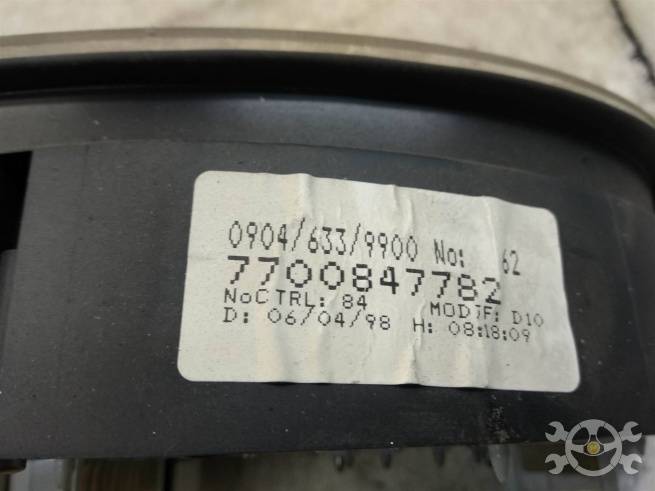 0904/633/9900 No: 62
7700847782
NoCTRL: 84 MODIF: D10
D: 06/04/98 H: 08:18:09